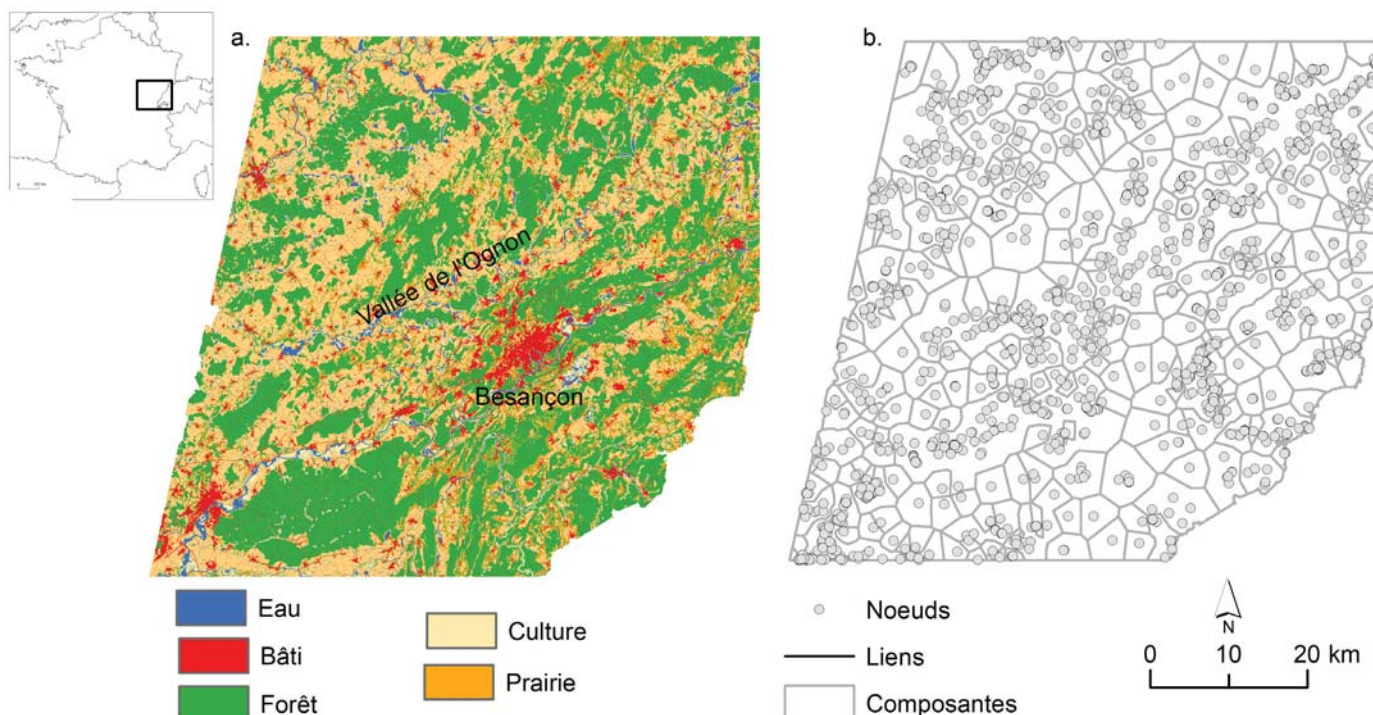 a.
b.
Vallée de l'Ognon
Besançon
Eau
Bâti
Forêt
Culture
Prairie
Noeuds
Liens
Composantes
N
0 10 20 km